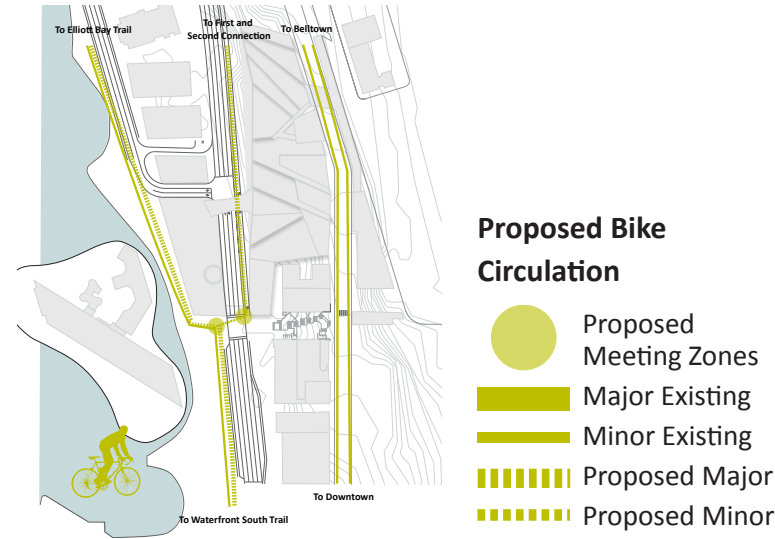 To Elliott Bay Trail
To First and
Second Connection
To Belltown
To Downtown
To Waterfront South Trail
Proposed Bike
Circulation
Proposed
Meeting Zones
Major Existing
Minor Existing
Proposed Major
Proposed Minor